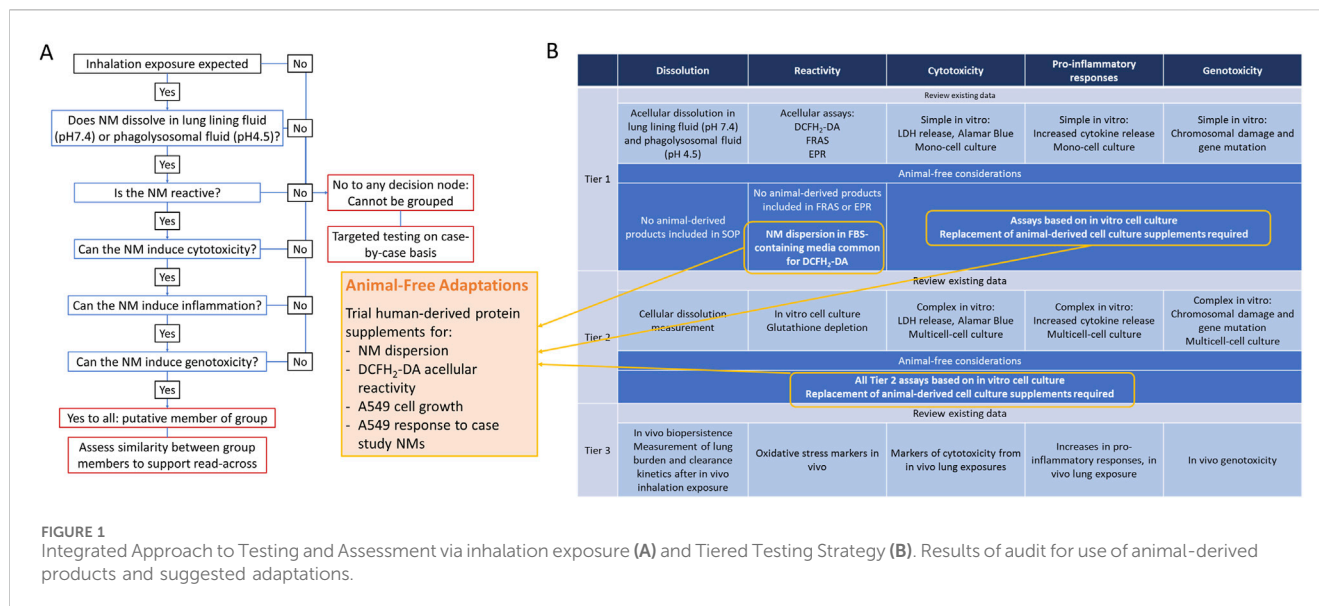 A
Inhalation exposure expected
No
Yes
Does NM dissolve in lung lining fluid
(pH7.4) or phagolysosomal fluid (pH4.5)?
No
Yes
Is the NM reactive?
No
No to any decision node:
Cannot be grouped
Targeted testing on case-
by-case basis
Yes
Can the NM induce cytotoxicity?
No
Yes
Can the NM induce inflammation?
No
Yes
Can the NM induce genotoxicity?
No
Yes
Yes to all: putative member of group
Assess similarity between group
members to support read-across
Animal-Free Adaptations
Trial human-derived protein
supplements for:
- NM dispersion
- DCFH₂-DA acellular
reactivity
- A549 cell growth
- A549 response to case
study NMs
B
Dissolution
Reactivity
Cytotoxicity
Pro-inflammatory
responses
Genotoxicity
Tier 1
Review existing data
Acellular dissolution in
lung lining fluid (pH 7.4)
and phagolysosomal fluid
(pH 4.5)
Acellular assays:
DCFH₂-DA
FRAS
EPR
Simple in vitro:
LDH release, Alamar Blue
Mono-cell culture
Simple in vitro:
Increased cytokine release
Mono-cell culture
Simple in vitro:
Chromosomal damage and
gene mutation
Animal-free considerations
No animal-derived
products included in SOP
No animal-derived products
included in FRAS or EPR
NM dispersion in FBS-
containing media common
for DCFH₂-DA
Assays based on in vitro cell culture
Replacement of animal-derived cell culture supplements required
Tier 2
Review existing data
Cellular dissolution
measurement
In vitro cell culture
Glutathione depletion
Complex in vitro:
LDH release, Alamar Blue
Multicell-cell culture
Complex in vitro:
Increased cytokine release
Multicell-cell culture
Complex in vitro:
Chromosomal damage and
gene mutation
Multicell-cell culture
Animal-free considerations
All Tier 2 assays based on in vitro cell culture
Replacement of animal-derived cell culture supplements required
Tier 3
Review existing data
In vivo biopersistence
Measurement of lung
burden and clearance
kinetics after in vivo
inhalation exposure
Oxidative stress markers in
vivo
Markers of cytotoxicity from
in vivo lung exposures
Increases in pro-
inflammatory responses, in
vivo lung exposure
In vivo genotoxicity
FIGURE 1
Integrated Approach to Testing and Assessment via inhalation exposure (A) and Tiered Testing Strategy (B). Results of audit for use of animal-derived
products and suggested adaptations.